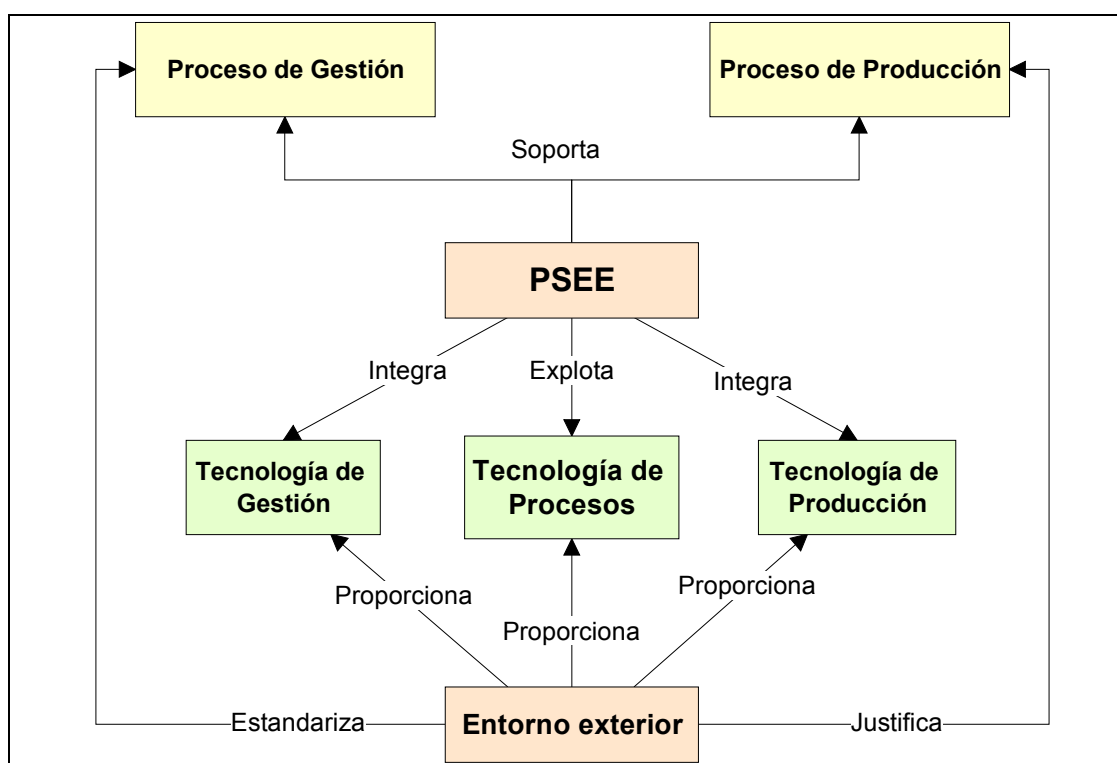 Proceso de Gestión
Proceso de Producción
Soporta
PSEE
Integra
Explota
Integra
Tecnología de
Gestión
Tecnología de
Procesos
Tecnología de
Producción
Proporciona
Proporciona
Proporciona
Estandariza
Entorno exterior
Justifica